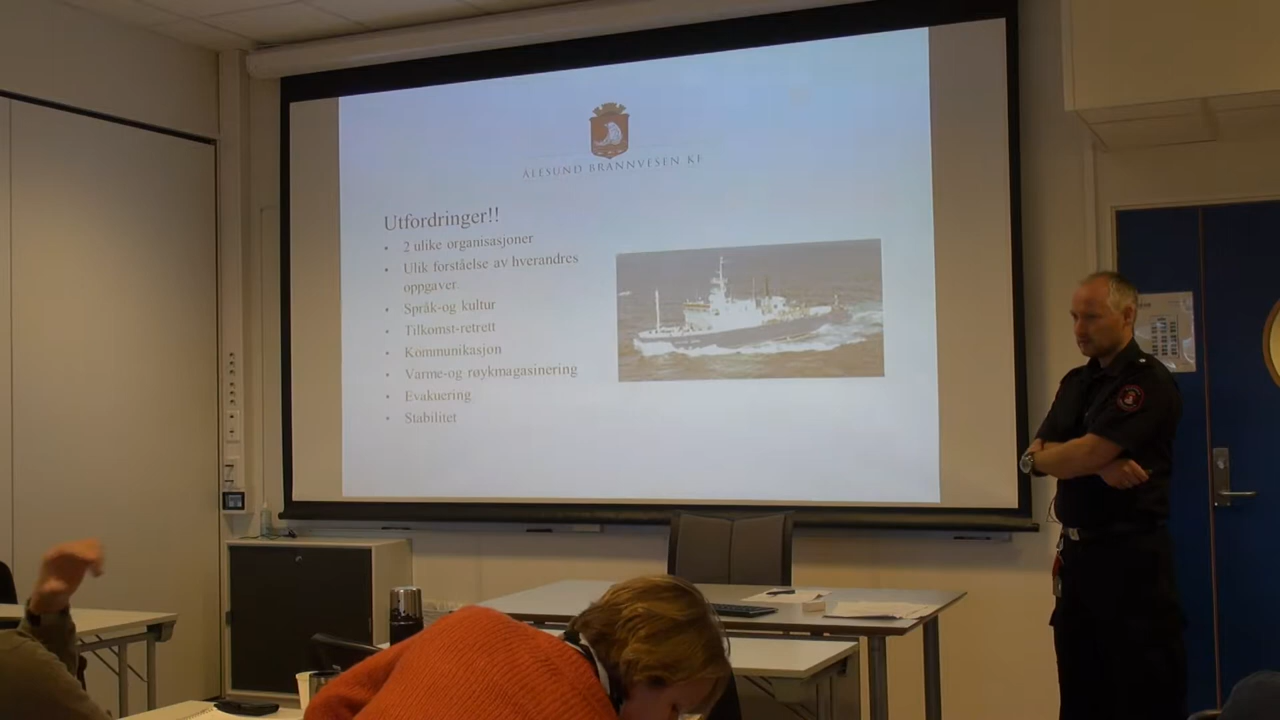 ÅLESUND BRANNVESEN KF
Utfordringer!!
• 2 ulike organisasjoner
• Ulik forståelse av hverandres
oppgaver
• Språk-og kultur
• Tilkomst-retrett
• Kommunikasjon
• Varme-og røykmagasinering
• Evakuering
• Stabilitet